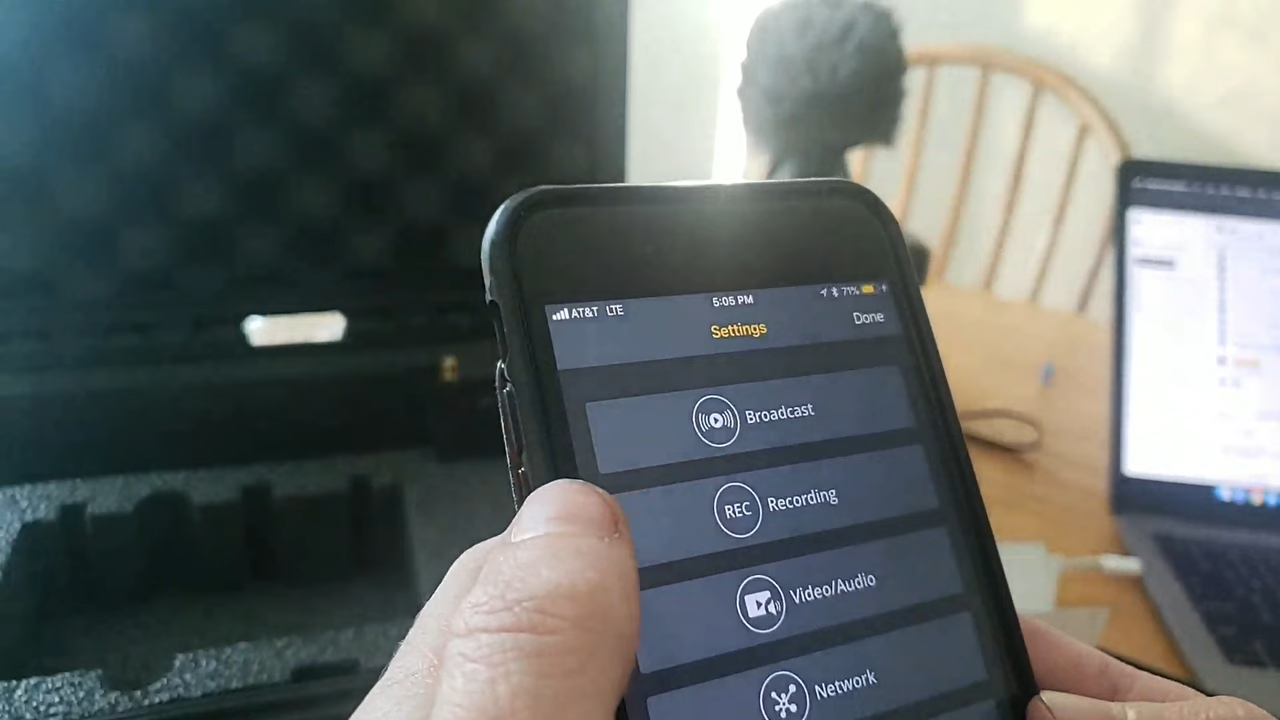 AT&T LTE 5:05 PM 71%
Settings Done
Broadcast
REC Recording
Video/Audio
Network